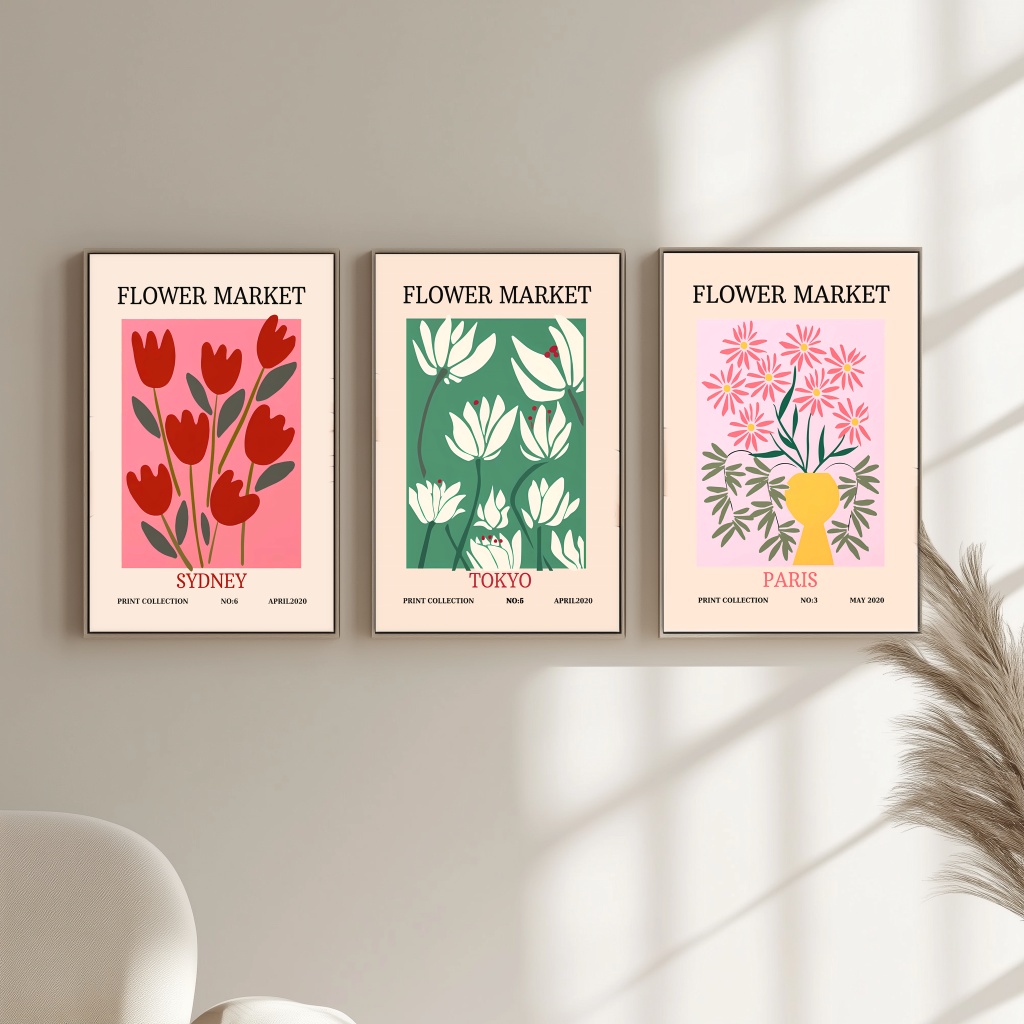 FLOWER MARKET
SYDNEY
PRINT COLLECTION NO:6 APRIL2020
FLOWER MARKET
TOKYO
PRINT COLLECTION NO:5 APRIL2020
FLOWER MARKET
PARIS
PRINT COLLECTION NO:3 MAY 2020